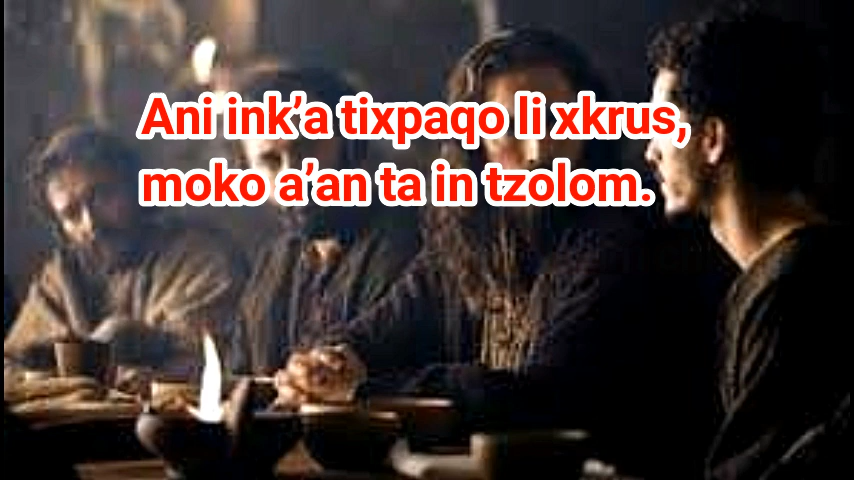 Ani ink’a tixpaqo li xkrus,
moko a’an ta in tzolom.